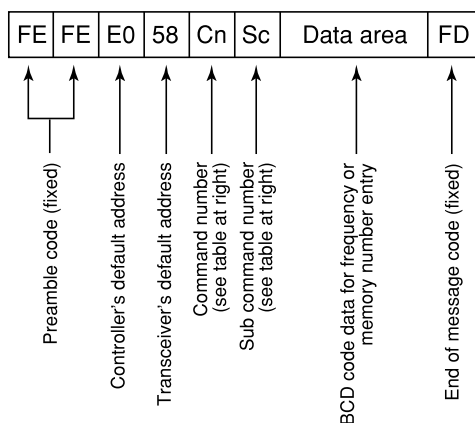 FE FE E0 58 Cn Sc Data area FD
Preamble code (fixed)
Controller's default address
Transceiver's default address
Command number
(see table at right)
Sub command number
(see table at right)
BCD code data for frequency or
memory number entry
End of message code (fixed)